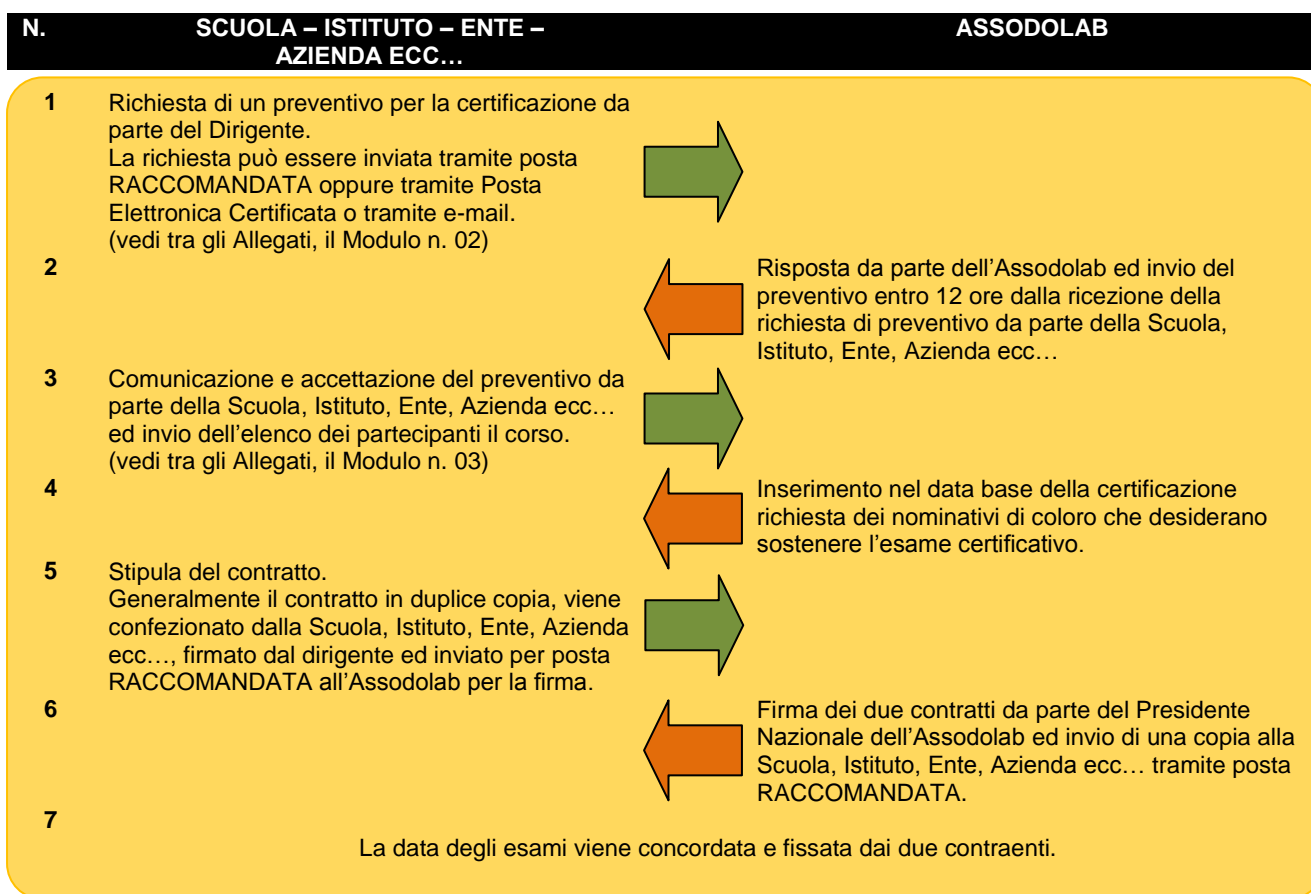 N. SCUOLA – ISTITUTO – ENTE – ASSODOLAB
AZIENDA ECC…
1 Richiesta di un preventivo per la certificazione da
parte del Dirigente.
La richiesta può essere inviata tramite posta
RACCOMANDATA oppure tramite Posta
Elettronica Certificata o tramite e-mail.
(vedi tra gli Allegati, il Modulo n. 02)
2 Risposta da parte dell’Assodolab ed invio del
preventivo entro 12 ore dalla ricezione della
richiesta di preventivo da parte della Scuola,
Istituto, Ente, Azienda ecc…
3 Comunicazione e accettazione del preventivo da
parte della Scuola, Istituto, Ente, Azienda ecc…
ed invio dell’elenco dei partecipanti il corso.
(vedi tra gli Allegati, il Modulo n. 03)
4 Inserimento nel data base della certificazione
richiesta dei nominativi di coloro che desiderano
sostenere l’esame certificativo.
5 Stipula del contratto.
Generalmente il contratto in duplice copia, viene
confezionato dalla Scuola, Istituto, Ente, Azienda
ecc…, firmato dal dirigente ed inviato per posta
RACCOMANDATA all’Assodolab per la firma.
6 Firma dei due contratti da parte del Presidente
Nazionale dell’Assodolab ed invio di una copia alla
Scuola, Istituto, Ente, Azienda ecc… tramite posta
RACCOMANDATA.
7
La data degli esami viene concordata e fissata dai due contraenti.